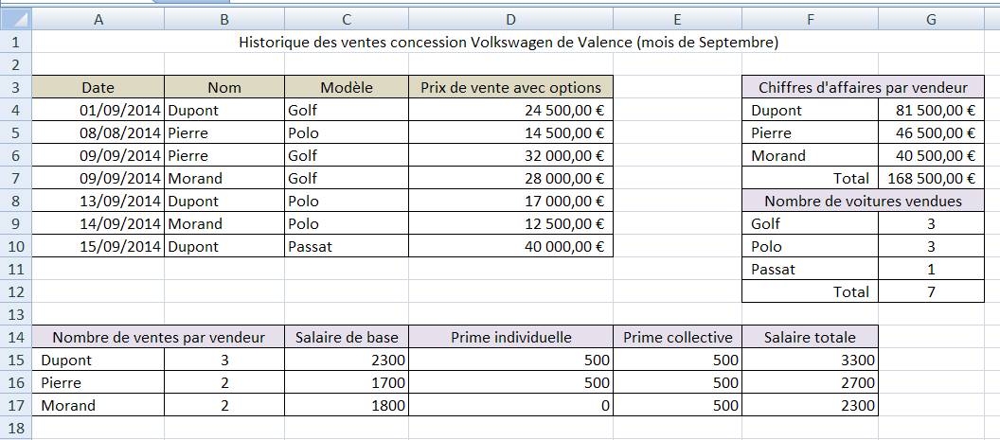 A B C D E F G
1 Historique des ventes concession Volkswagen de Valence (mois de Septembre)
2
3 Date Nom Modèle Prix de vente avec options Chiffres d'affaires par vendeur
4 01/09/2014 Dupont Golf 24 500,00 € Dupont 81 500,00 €
5 08/08/2014 Pierre Polo 14 500,00 € Pierre 46 500,00 €
6 09/09/2014 Pierre Golf 32 000,00 € Morand 40 500,00 €
7 09/09/2014 Morand Golf 28 000,00 € Total 168 500,00 €
8 13/09/2014 Dupont Polo 17 000,00 € Nombre de voitures vendues
9 14/09/2014 Morand Polo 12 500,00 € Golf 3
10 15/09/2014 Dupont Passat 40 000,00 € Polo 3
11 Passat 1
12 Total 7
13
14 Nombre de ventes par vendeur Salaire de base Prime individuelle Prime collective Salaire totale
15 Dupont 3 2300 500 500 3300
16 Pierre 2 1700 500 500 2700
17 Morand 2 1800 0 500 2300
18